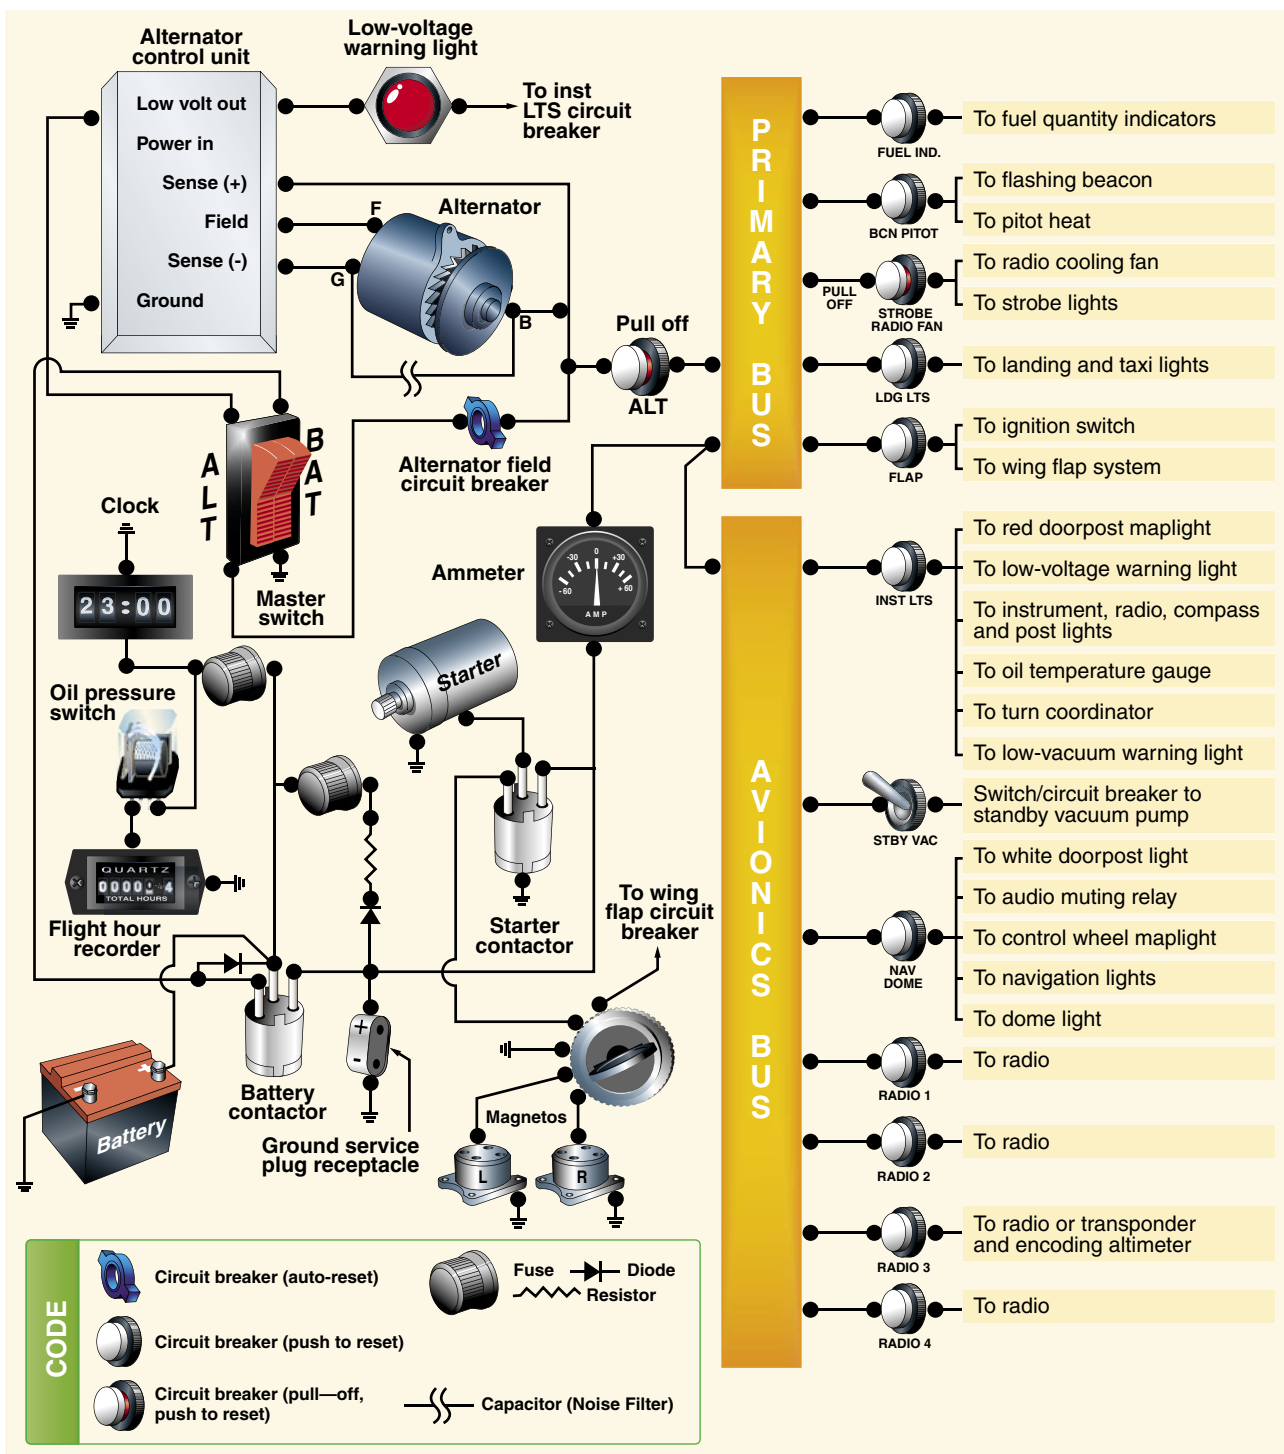 Alternator
control unit
Low volt out
Power in
Sense (+)
Field
Sense (-)
Ground
Low-voltage
warning light
To inst
LTS circuit
breaker
F
Alternator
G
B
Pull off
ALT
Alternator field
circuit breaker
ALT
BAT
Master
switch
Clock
23:00
Oil pressure
switch
QUARTZ
TOTAL HOURS
Flight hour
recorder
Ammeter
-30
0
+30
-60
+60
AMP
Starter
Starter
contactor
To wing
flap circuit
breaker
Battery
+
-
Battery
contactor
+
-
Ground service
plug receptacle
Magnetos
L
R
PRIMARY BUS
FUEL IND.
To fuel quantity indicators
BCN PITOT
To flashing beacon
To pitot heat
PULL
OFF
STROBE
RADIO FAN
To radio cooling fan
To strobe lights
LDG LTS
To landing and taxi lights
FLAP
To ignition switch
To wing flap system
AVIONICS BUS
INST LTS
To red doorpost maplight
To low-voltage warning light
To instrument, radio, compass
and post lights
To oil temperature gauge
To turn coordinator
To low-vacuum warning light
STBY VAC
Switch/circuit breaker to
standby vacuum pump
NAV
DOME
To white doorpost light
To audio muting relay
To control wheel maplight
To navigation lights
To dome light
RADIO 1
To radio
RADIO 2
To radio
RADIO 3
To radio or transponder
and encoding altimeter
RADIO 4
To radio
CODE
Circuit breaker (auto-reset)
Circuit breaker (push to reset)
Circuit breaker (pull—off,
push to reset)
Fuse
Diode
Resistor
Capacitor (Noise Filter)